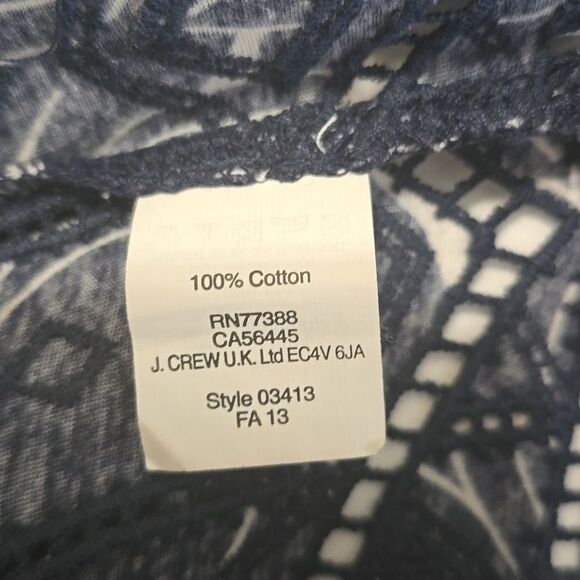 100% Cotton
RN77388
CA56445
J. CREW U.K. Ltd EC4V 6JA
Style 03413
FA 13